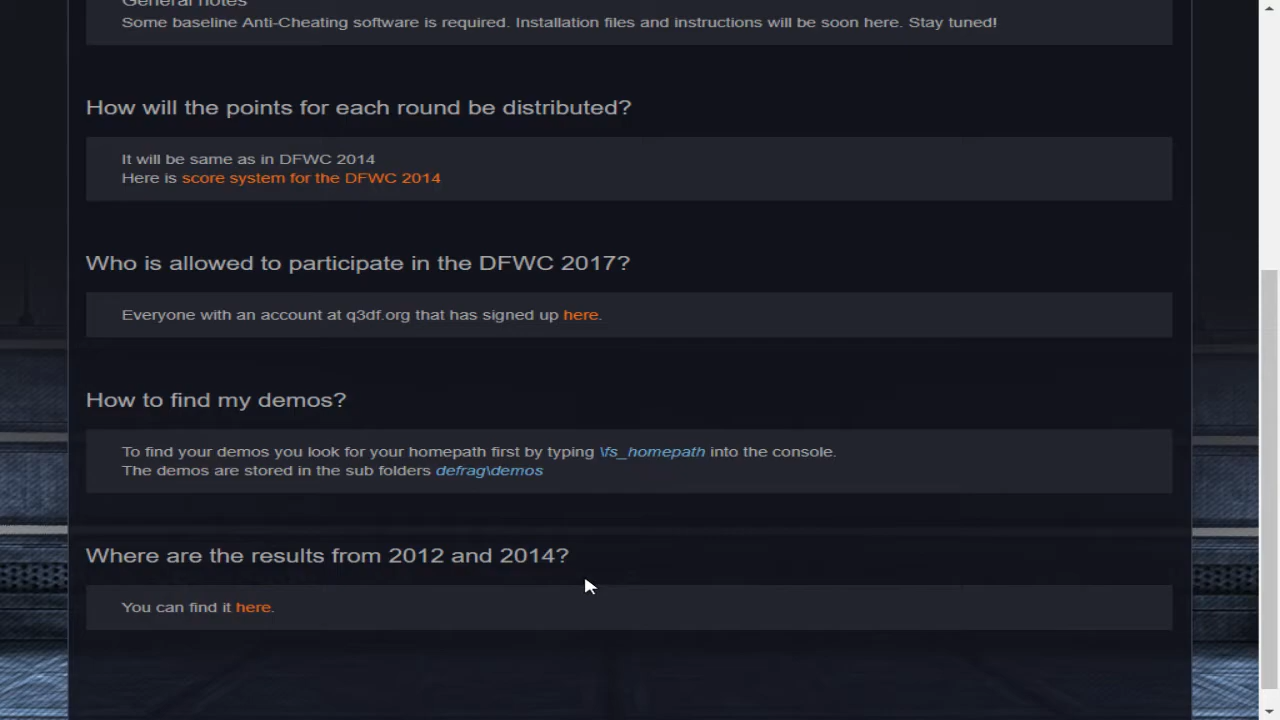 General notes
Some baseline Anti-Cheating software is required. Installation files and instructions will be soon here. Stay tuned!
How will the points for each round be distributed?
It will be same as in DFWC 2014
Here is score system for the DFWC 2014
Who is allowed to participate in the DFWC 2017?
Everyone with an account at q3df.org that has signed up here.
How to find my demos?
To find your demos you look for your homepath first by typing \fs_homepath into the console.
The demos are stored in the sub folders defrag\demos
Where are the results from 2012 and 2014?
You can find it here.